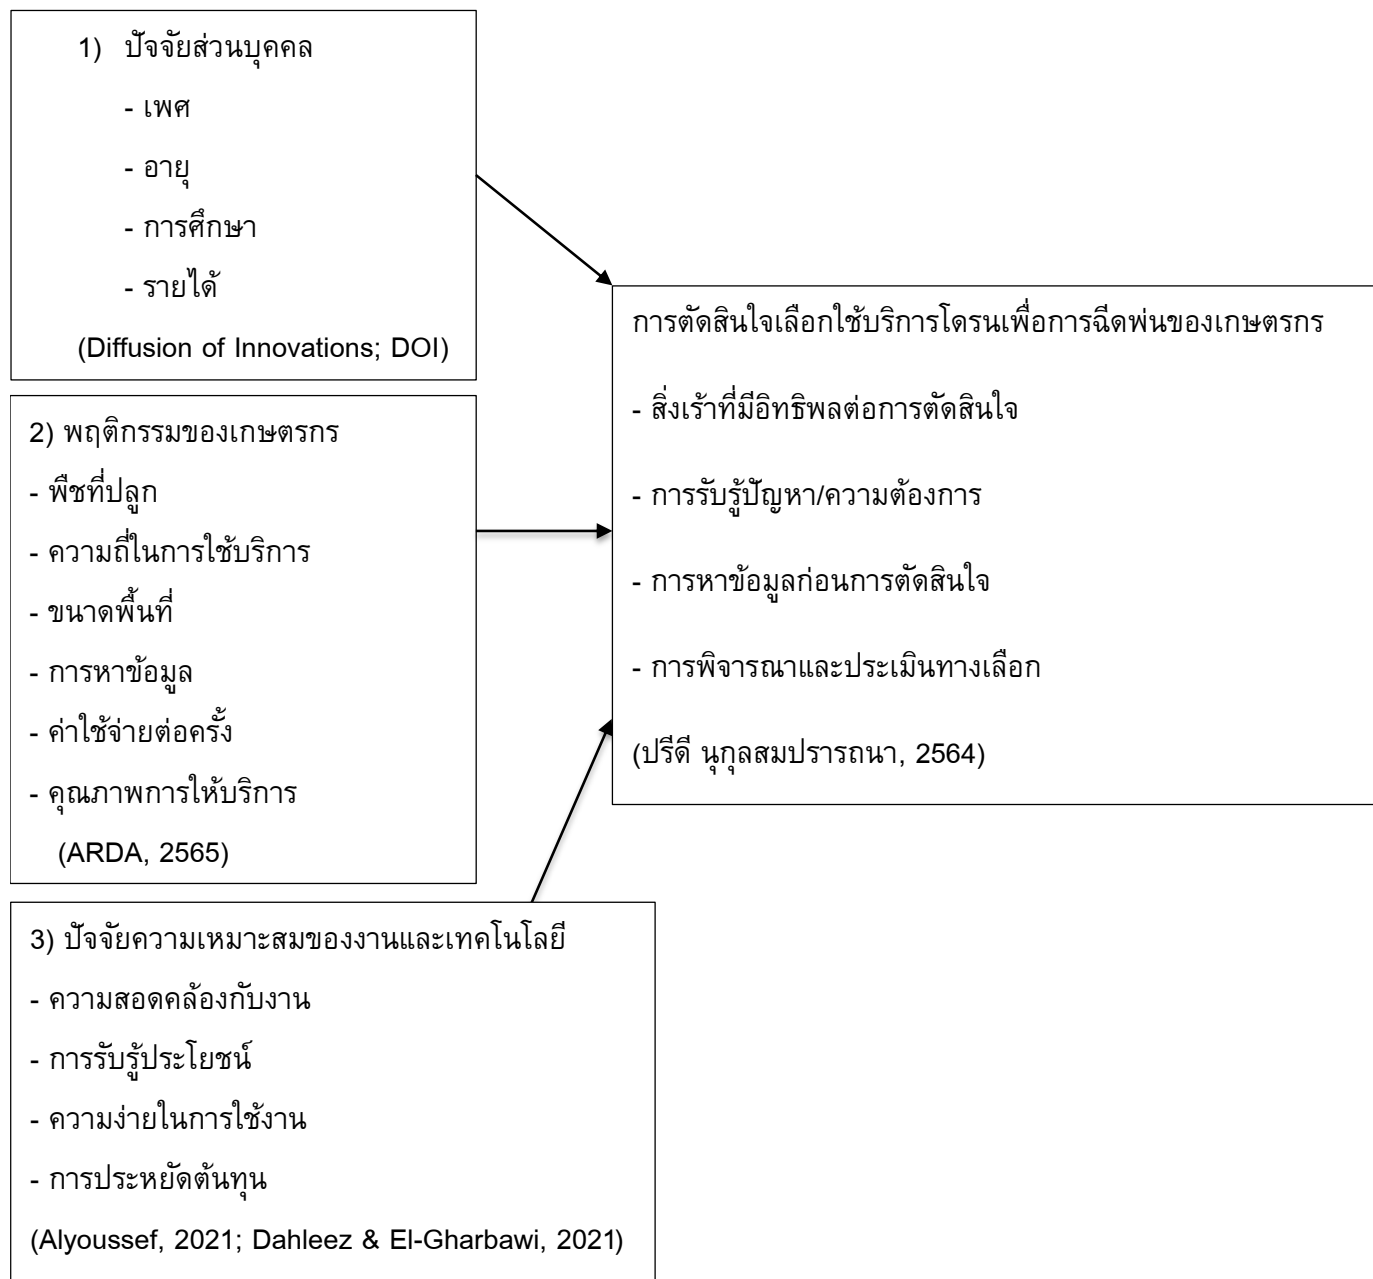 1) ปัจจัยส่วนบุคคล
- เพศ
- อายุ
- การศึกษา
- รายได้
(Diffusion of Innovations; DOI)
2) พฤติกรรมของเกษตรกร
- พืชที่ปลูก
- ความถี่ในการใช้บริการ
- ขนาดพื้นที่
- การหาข้อมูล
- ค่าใช้จ่ายต่อครั้ง
- คุณภาพการให้บริการ
(ARDA, 2565)
3) ปัจจัยความเหมาะสมของงานและเทคโนโลยี
- ความสอดคล้องกับงาน
- การรับรู้ประโยชน์
- ความง่ายในการใช้งาน
- การประหยัดต้นทุน
(Alyoussef, 2021; Dahleez & El-Gharbawi, 2021)
การตัดสินใจเลือกใช้บริการโดรนเพื่อการฉีดพ่นของเกษตรกร
- สิ่งเร้าที่มีอิทธิพลต่อการตัดสินใจ
- การรับรู้ปัญหา/ความต้องการ
- การหาข้อมูลก่อนการตัดสินใจ
- การพิจารณาและประเมินทางเลือก
(ปรีดี นุกุลสมปรารถนา, 2564)